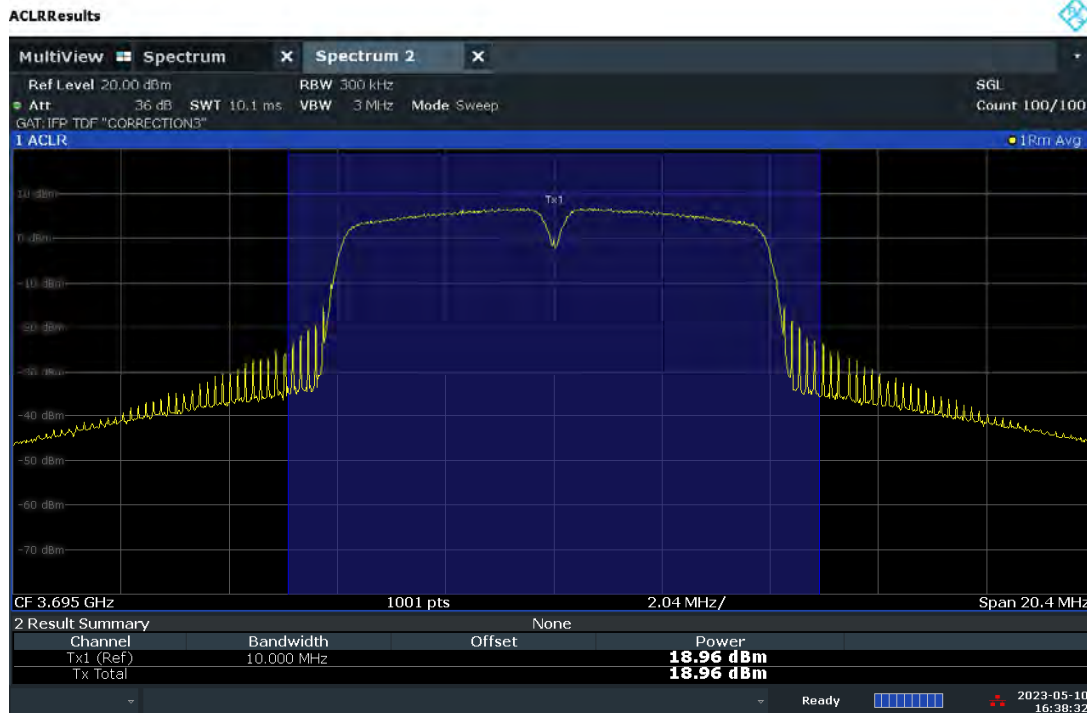 ACLRResults
MultiView Spectrum X Spectrum 2 X
Ref Level 20.00 dBm RBW 300 kHz SGL
Att 36 dB SWT 10.1 ms VBW 3 MHz Mode Sweep Count 100/100
GAT:IFP TDF "CORRECTION3"
1 ACLR 1Rm Avg
10 dBm
Tx1
0 dBm
-10 dBm
-20 dBm
-30 dBm
-40 dBm
-50 dBm
-60 dBm
-70 dBm
CF 3.695 GHz 1001 pts 2.04 MHz/ Span 20.4 MHz
2 Result Summary None
Channel Bandwidth Offset Power
Tx1 (Ref) 10.000 MHz 18.96 dBm
Tx Total 18.96 dBm
Ready 2023-05-10
16:38:32